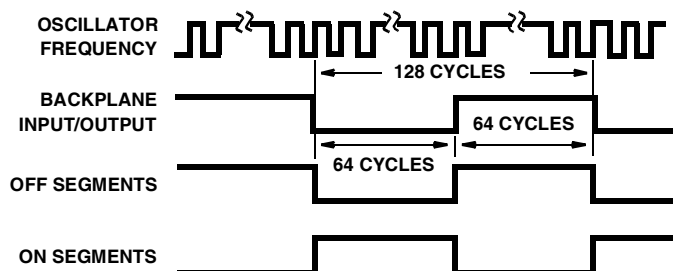 OSCILLATOR
FREQUENCY
128 CYCLES
BACKPLANE
INPUT/OUTPUT
64 CYCLES
64 CYCLES
OFF SEGMENTS
ON SEGMENTS